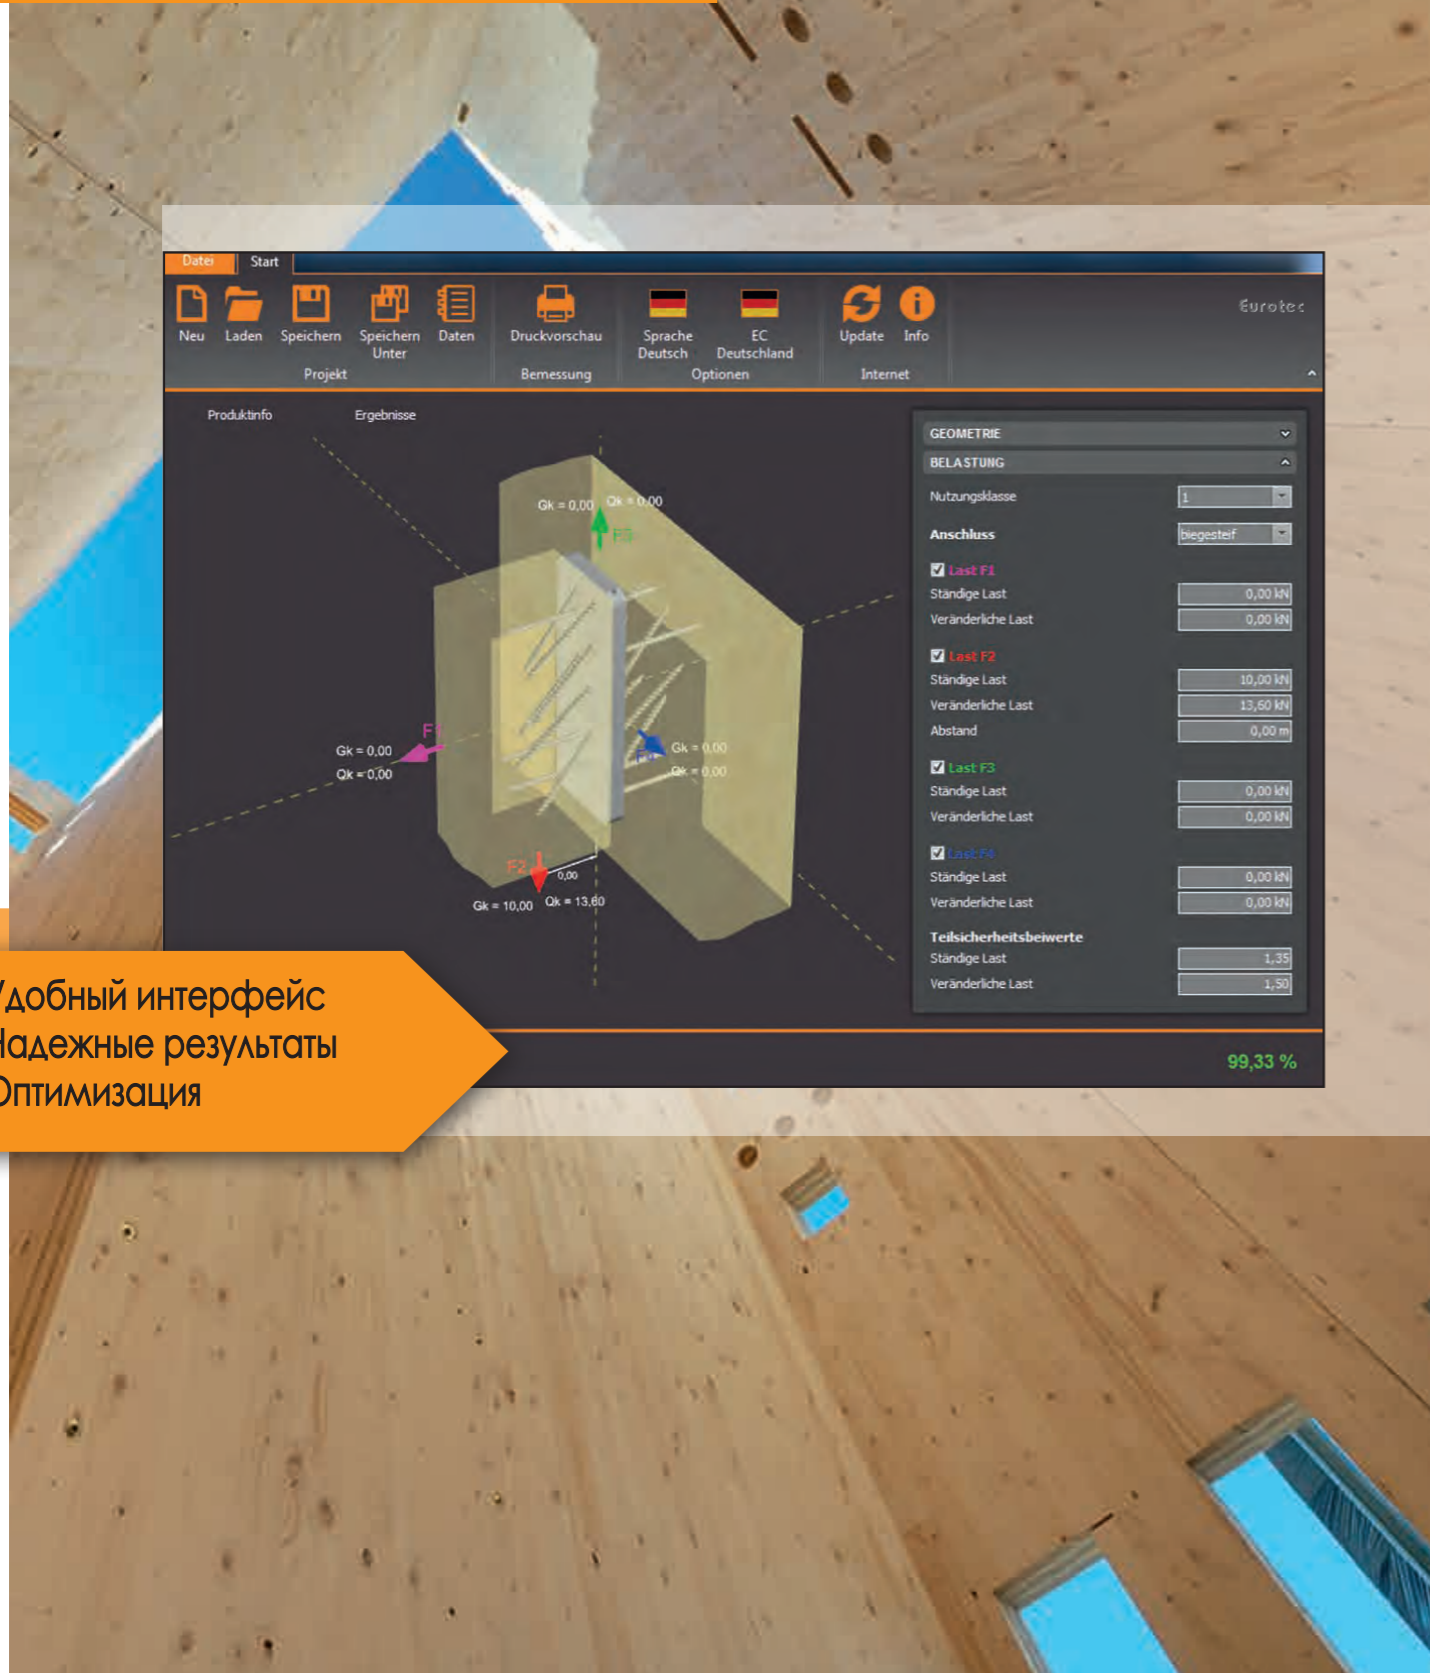 Datei Start
Neu Laden Speichern Speichern Unter Daten Druckvorschau Sprache Deutsch EC Deutschland Update Info
Eurotec
Projekt Bemessung Optionen Internet
Produktinfo Ergebnisse
Gk = 0,00 Qk = 0,00
F3
F1
Gk = 0,00
Qk = 0,00
F4
Gk = 0,00
Qk = 0,00
F2
0,00
Gk = 10,00 Qk = 13,60
GEOMETRIE
BELASTUNG
Nutzungsklasse 1
Anschluss biegesteif
Last F1
Ständige Last 0,00 kN
Veränderliche Last 0,00 kN
Last F2
Ständige Last 10,00 kN
Veränderliche Last 13,60 kN
Abstand 0,00 m
Last F3
Ständige Last 0,00 kN
Veränderliche Last 0,00 kN
Last F4
Ständige Last 0,00 kN
Veränderliche Last 0,00 kN
Teilsicherheitsbeiwerte
Ständige Last 1,35
Veränderliche Last 1,50
99,33 %
Удобный интерфейс
Надежные результаты
Оптимизация